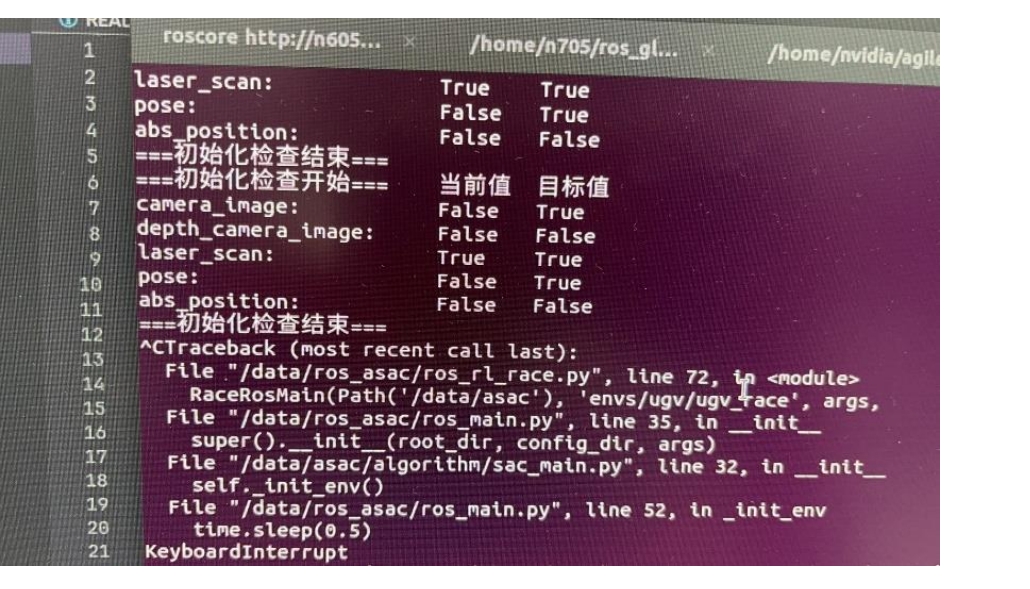 REAL
roscore http://n605... × /home/n705/ros_gl... × /home/nvidia/agile
1
2 laser_scan: True True
3 pose: False True
4 abs_position: False False
5 ===初始化检查结束===
6 ===初始化检查开始=== 当前值 目标值
7 camera_image: False True
8 depth_camera_image: False False
9 laser_scan: True True
10 pose: False True
11 abs_position: False False
12 ===初始化检查结束===
13 ^CTraceback (most recent call last):
14 File "/data/ros_asac/ros_rl_race.py", line 72, in <module>
RaceRosMain(Path('/data/asac'), 'envs/ugv/ugv_race', args,
15 File "/data/ros_asac/ros_main.py", line 35, in __init__
16 super().__init__(root_dir, config_dir, args)
17 File "/data/asac/algorithm/sac_main.py", line 32, in __init__
18 self._init_env()
19 File "/data/ros_asac/ros_main.py", line 52, in _init_env
20 time.sleep(0.5)
21 KeyboardInterrupt